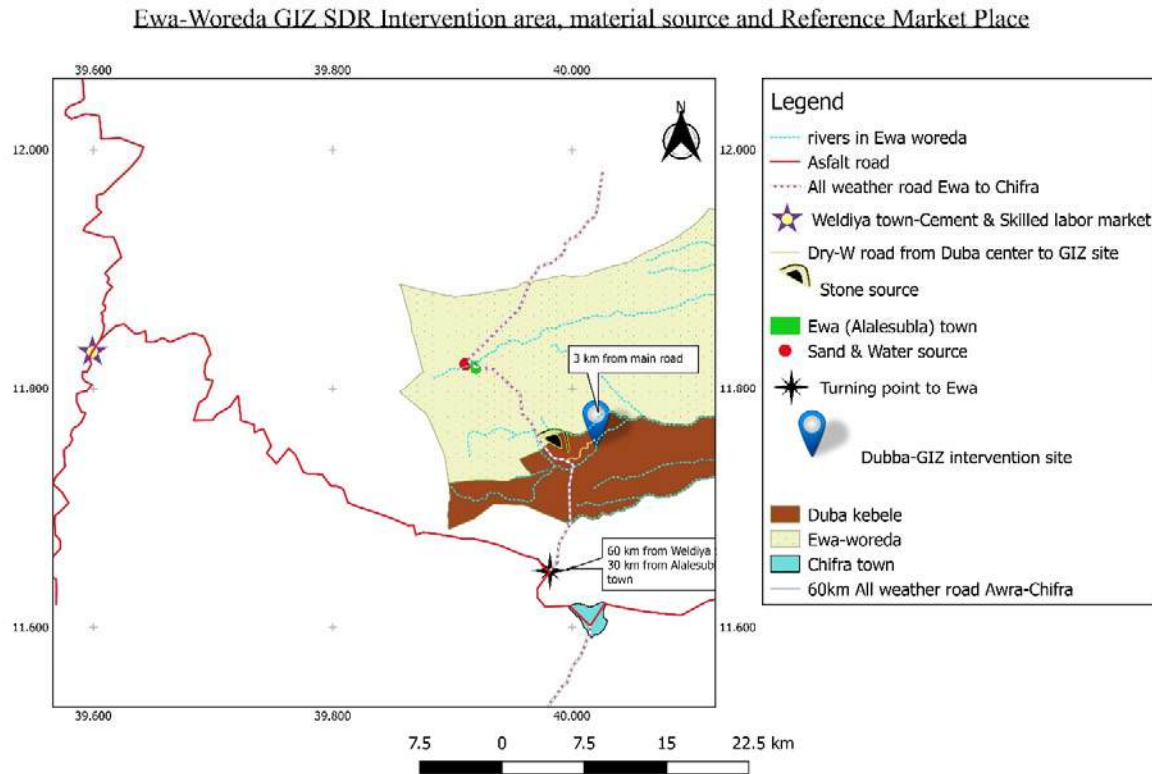 Ewa-Woreda GIZ SDR Intervention area, material source and Reference Market Place
39.600 39.800 40.000
N
12.000 12.000
11.800 11.800
11.600 11.600
3 km from main road
60 km from Weldiya
30 km from Alalesub
town
39.600 39.800 40.000
7.5 0 7.5 15 22.5 km
Legend
rivers in Ewa woreda
Asfalt road
All weather road Ewa to Chifra
Weldiya town-Cement & Skilled labor market
Dry-W road from Duba center to GIZ site
Stone source
Ewa (Alalesubla) town
Sand & Water source
Turning point to Ewa
Dubba-GIZ intervention site
Duba kebele
Ewa-woreda
Chifra town
60km All weather road Awra-Chifra